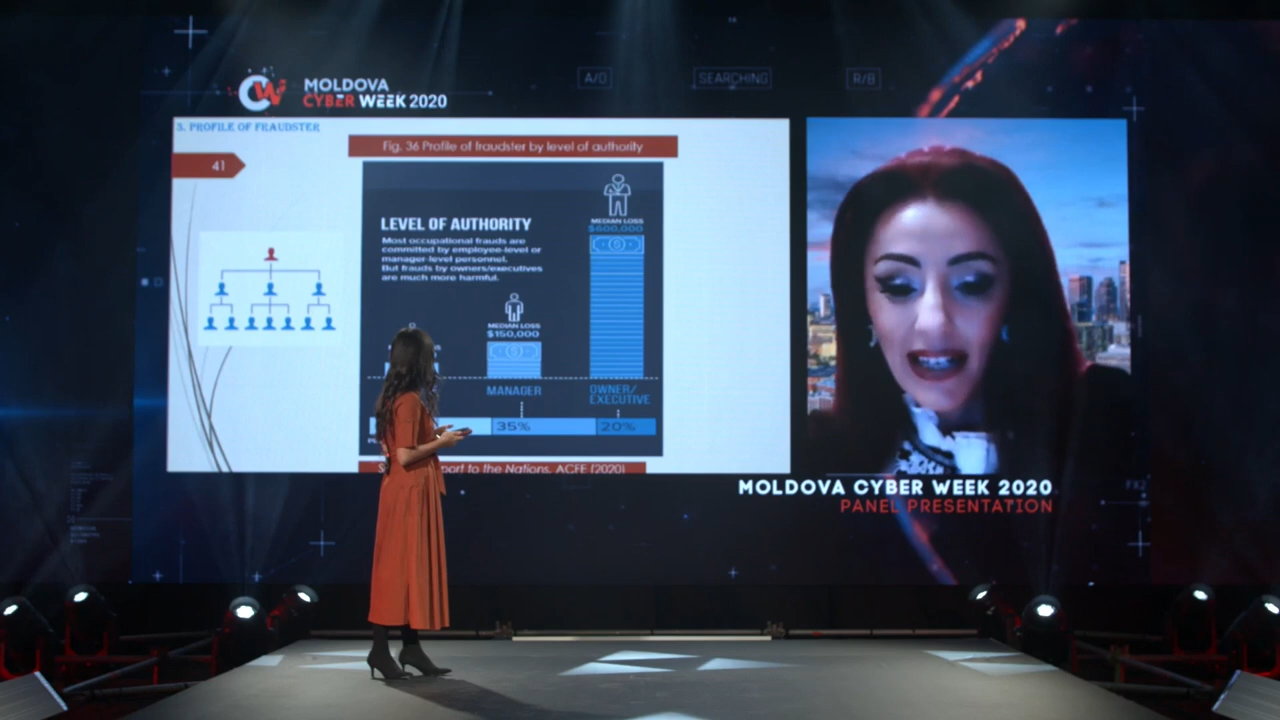 A/D
SEARCHING
R/B
MOLDOVA
CYBER WEEK 2020
3. PROFILE OF FRAUDSTER
41
Fig. 36 Profile of fraudster by level of authority
LEVEL OF AUTHORITY
Most occupational frauds are
committed by employee-level or
manager-level personnel.
But frauds by owners/executives
are much more harmful.
MEDIAN LOSS
$600,000
MEDIAN LOSS
$150,000
MANAGER
OWNER/
EXECUTIVE
35%
20%
port to the Nations, ACFE (2020)
MOLDOVA CYBER WEEK 2020
PANEL PRESENTATION